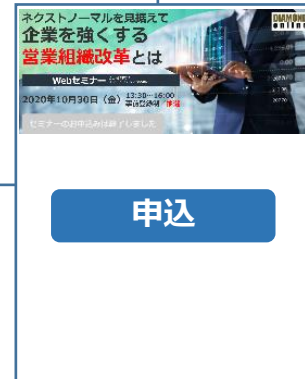 ネクストノーマルを見据えて
DIAMOND
online
企業を強くする
営業組織改革とは
Webセミナー
2020年10月30日（金）13:30~16:00
セミナーのお申込みは終了しました
申込